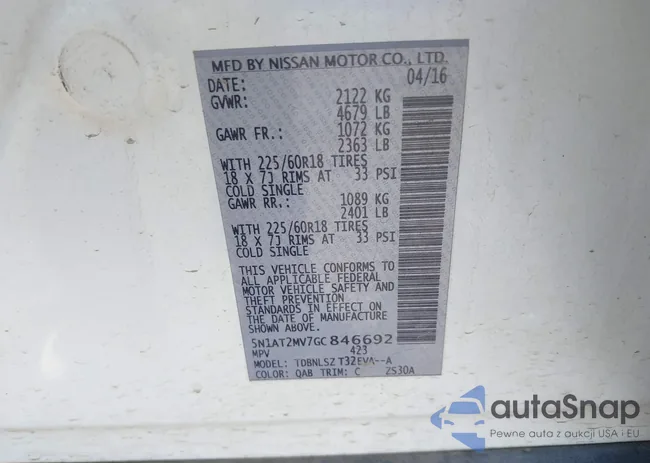 MFD BY NISSAN MOTOR CO., LTD.
DATE: 04/16
GVWR: 2122 KG
4679 LB
GAWR FR.: 1072 KG
2363 LB
WITH 225/60R18 TIRES
18 X 7J RIMS AT 33 PSI
COLD SINGLE
GAWR RR.: 1089 KG
2401 LB
WITH 225/60R18 TIRES
18 X 7J RIMS AT 33 PSI
COLD SINGLE
THIS VEHICLE CONFORMS TO
ALL APPLICABLE FEDERAL
MOTOR VEHICLE SAFETY AND
THEFT PREVENTION
STANDARDS IN EFFECT ON
THE DATE OF MANUFACTURE
SHOWN ABOVE.
5N1AT2MV7GC846692
MPV 423
MODEL: TDBNLSZ T32EVA--A
COLOR: QAB TRIM: C 2S30A
autaSnap
Pewne auta z aukcji USA i EU